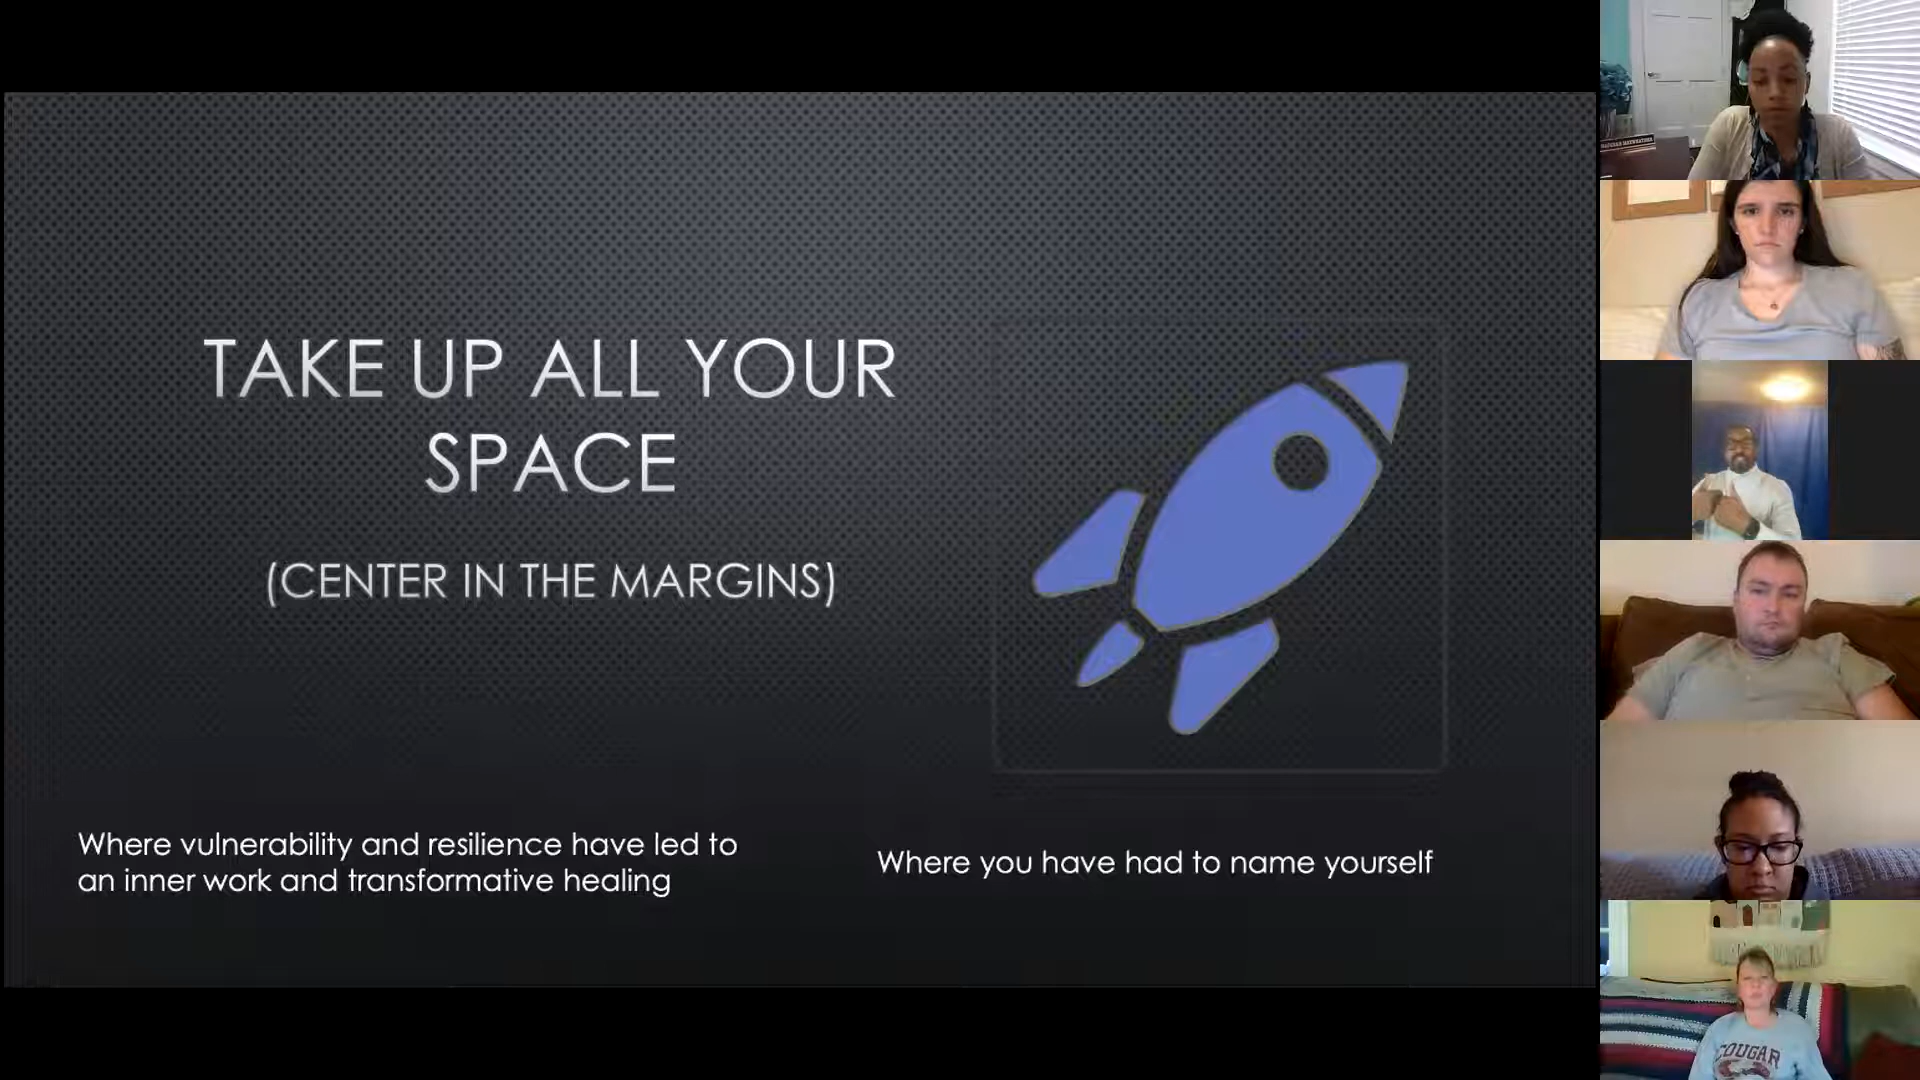 TAKE UP ALL YOUR
SPACE
(CENTER IN THE MARGINS)
Where vulnerability and resilience have led to
an inner work and transformative healing
Where you have had to name yourself
COUGAR